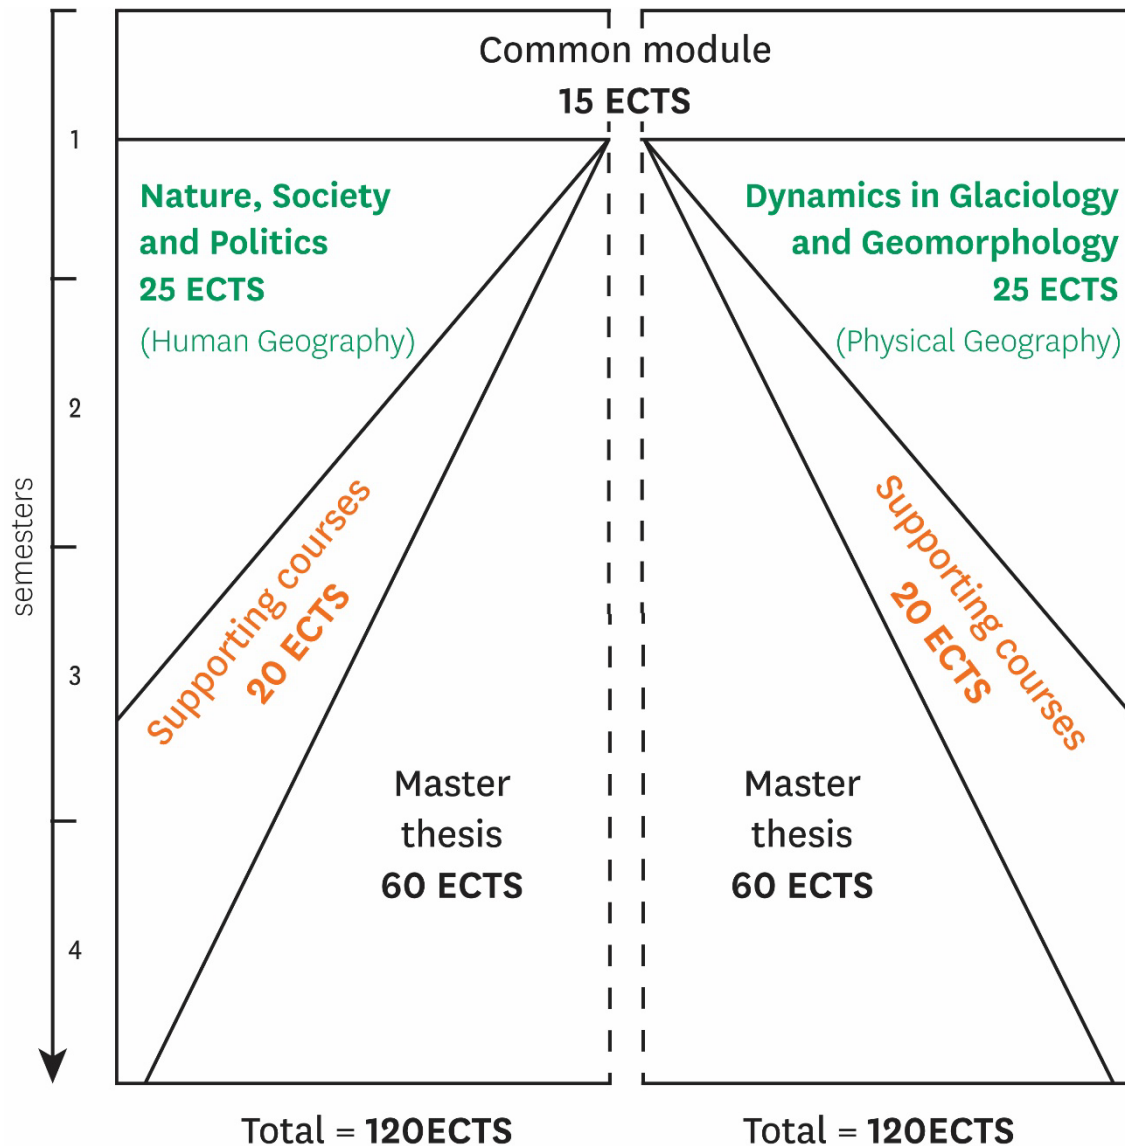 Common module
15 ECTS
1
Nature, Society
and Politics
25 ECTS
(Human Geography)
Dynamics in Glaciology
and Geomorphology
25 ECTS
(Physical Geography)
2
semesters
Supporting courses
20 ECTS
Supporting courses
20 ECTS
3
Master
thesis
60 ECTS
Master
thesis
60 ECTS
4
Total = 120ECTS
Total = 120ECTS